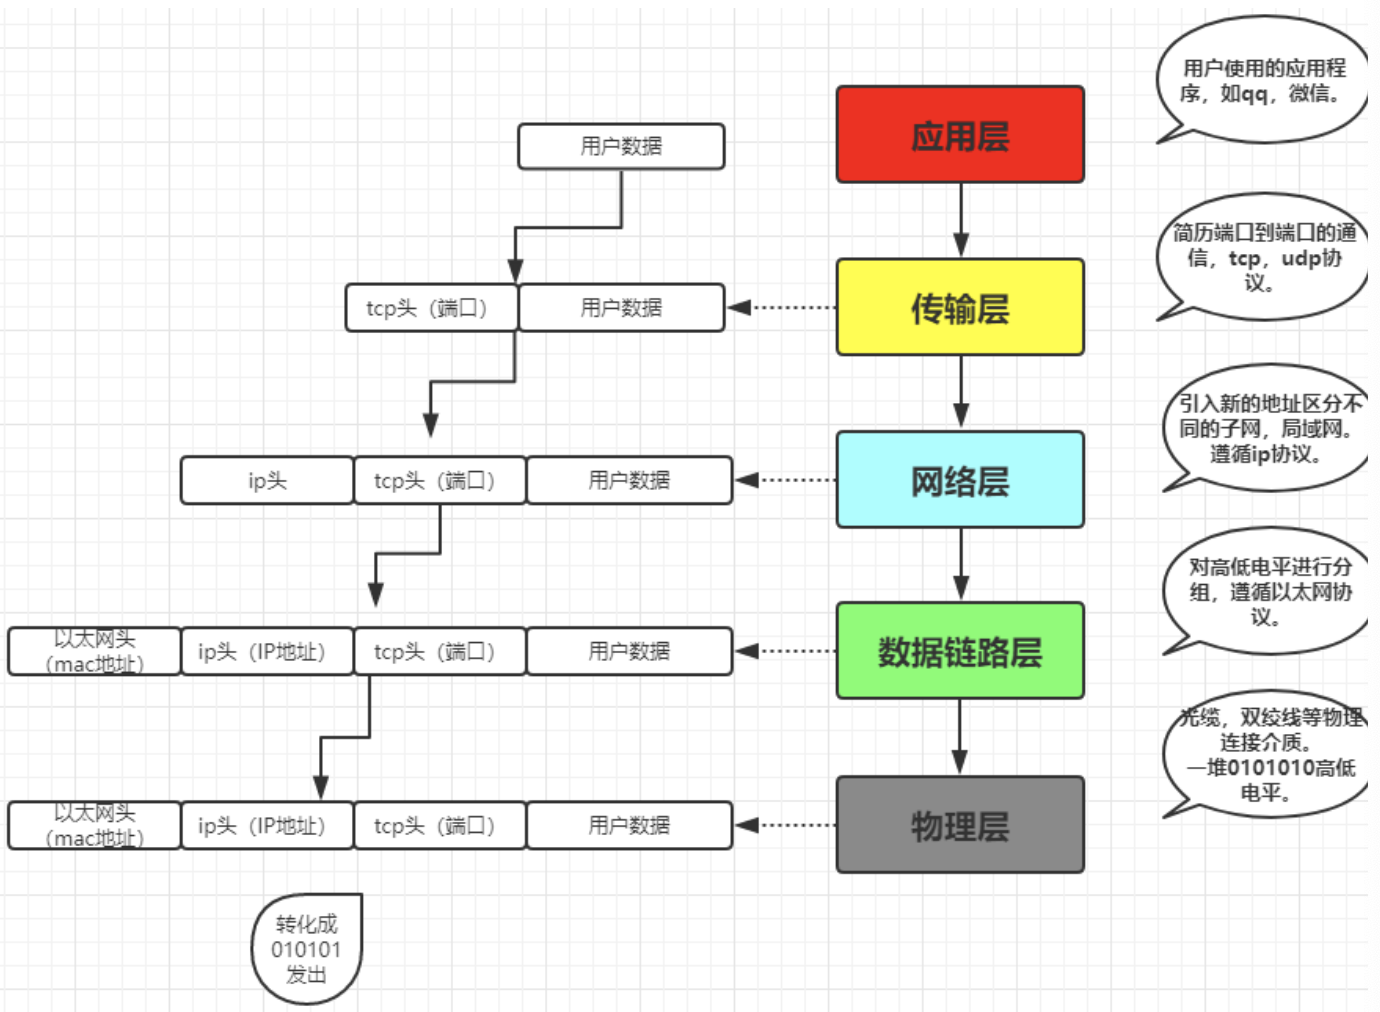 用户使用的应用程
序，如qq，微信。
应用层
用户数据
简历端口到端口的通
信，tcp，udp协
议。
tcp头（端口）
用户数据
传输层
引入新的地址区分不
同的子网，局域网。
遵循ip协议。
ip头
tcp头（端口）
用户数据
网络层
对高低电平进行分
组，遵循以太网协
议。
以太网头
（mac地址）
ip头（IP地址）
tcp头（端口）
用户数据
数据链路层
光缆，双绞线等物理
连接介质。
一堆0101010高低
电平。
以太网头
（mac地址）
ip头（IP地址）
tcp头（端口）
用户数据
物理层
转化成
010101
发出